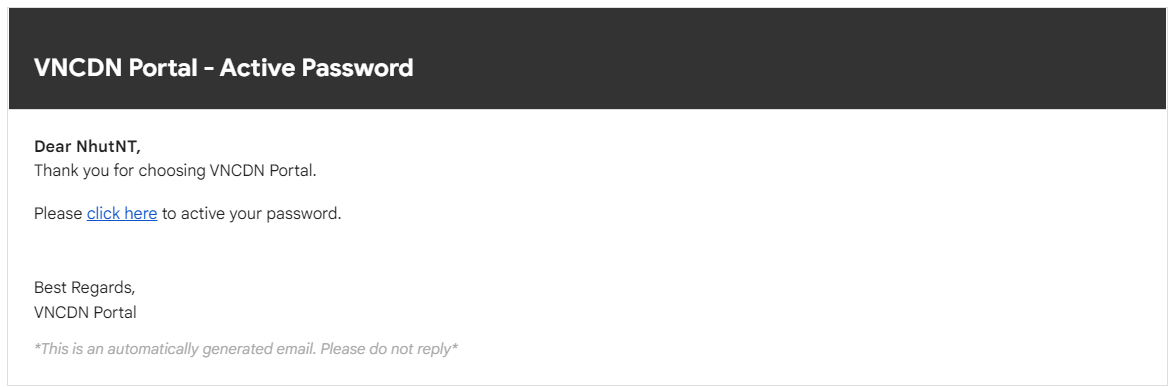 VNCDN Portal - Active Password
Dear NhutNT,
Thank you for choosing VNCDN Portal.
Please click here to active your password.
Best Regards,
VNCDN Portal
*This is an automatically generated email. Please do not reply*